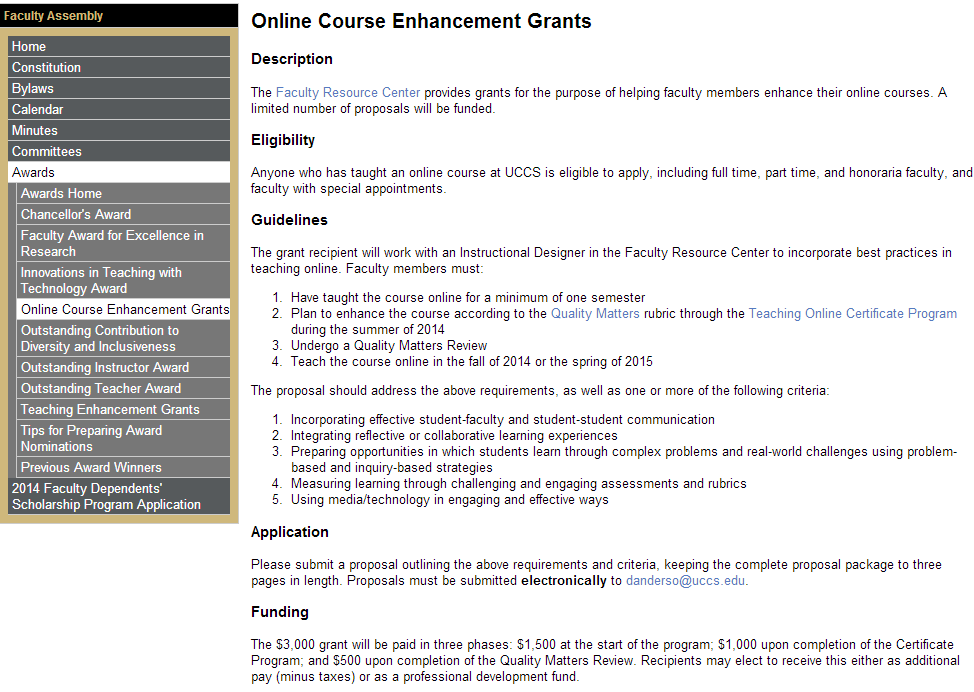 Faculty Assembly
Home
Constitution
Bylaws
Calendar
Minutes
Committees
Awards
Awards Home
Chancellor's Award
Faculty Award for Excellence in
Research
Innovations in Teaching with
Technology Award
Online Course Enhancement Grants
Outstanding Contribution to
Diversity and Inclusiveness
Outstanding Instructor Award
Outstanding Teacher Award
Teaching Enhancement Grants
Tips for Preparing Award
Nominations
Previous Award Winners
2014 Faculty Dependents'
Scholarship Program Application
Online Course Enhancement Grants
Description
The Faculty Resource Center provides grants for the purpose of helping faculty members enhance their online courses. A
limited number of proposals will be funded.
Eligibility
Anyone who has taught an online course at UCCS is eligible to apply, including full time, part time, and honoraria faculty, and
faculty with special appointments.
Guidelines
The grant recipient will work with an Instructional Designer in the Faculty Resource Center to incorporate best practices in
teaching online. Faculty members must:
1. Have taught the course online for a minimum of one semester
2. Plan to enhance the course according to the Quality Matters rubric through the Teaching Online Certificate Program
during the summer of 2014
3. Undergo a Quality Matters Review
4. Teach the course online in the fall of 2014 or the spring of 2015
The proposal should address the above requirements, as well as one or more of the following criteria:
1. Incorporating effective student-faculty and student-student communication
2. Integrating reflective or collaborative learning experiences
3. Preparing opportunities in which students learn through complex problems and real-world challenges using problem-
based and inquiry-based strategies
4. Measuring learning through challenging and engaging assessments and rubrics
5. Using media/technology in engaging and effective ways
Application
Please submit a proposal outlining the above requirements and criteria, keeping the complete proposal package to three
pages in length. Proposals must be submitted electronically to danderso@uccs.edu.
Funding
The $3,000 grant will be paid in three phases: $1,500 at the start of the program; $1,000 upon completion of the Certificate
Program; and $500 upon completion of the Quality Matters Review. Recipients may elect to receive this either as additional
pay (minus taxes) or as a professional development fund.